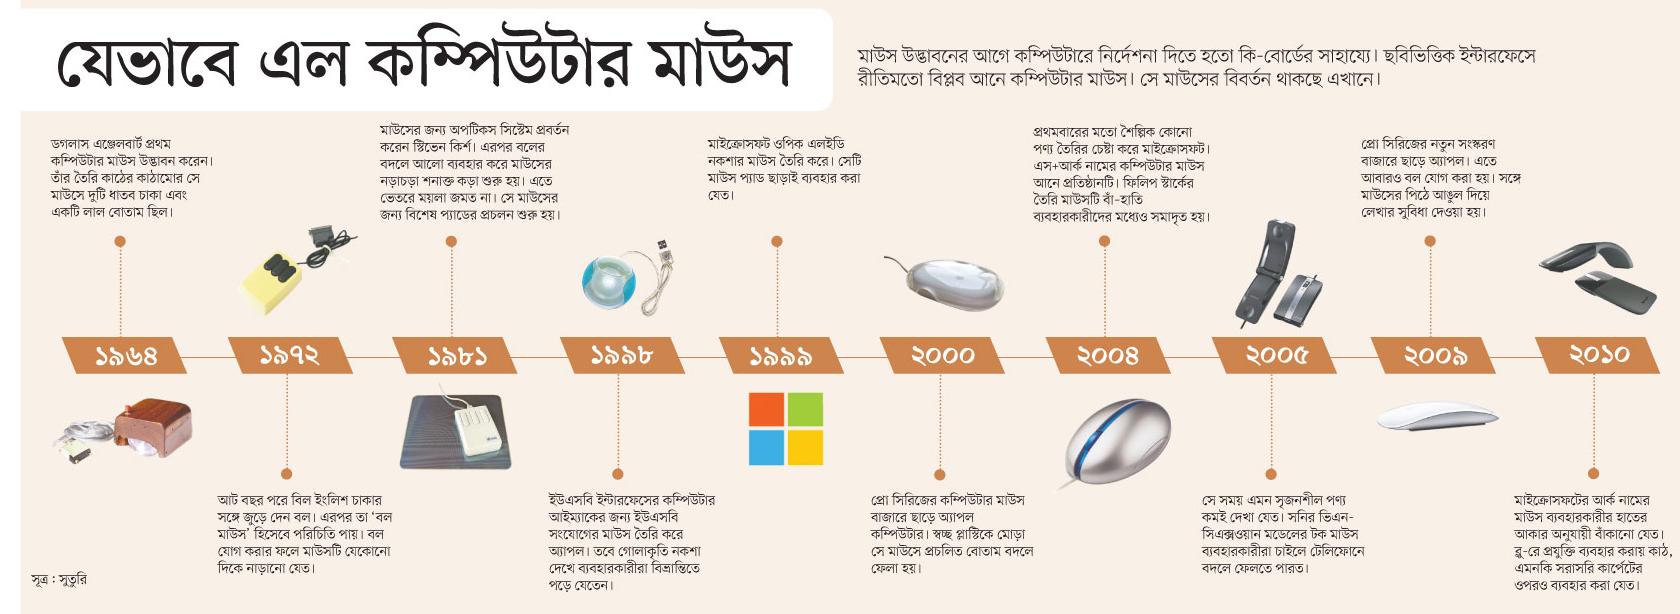 যেভাবে এল কম্পিউটার মাউস
মাউস উদ্ভাবনের আগে কম্পিউটারে নির্দেশনা দিতে হতো কি-বোর্ডের সাহায্যে। ছবিভিত্তিক ইন্টারফেসে
রীতিমতো বিপ্লব আনে কম্পিউটার মাউস। সে মাউসের বিবর্তন থাকছে এখানে।
ডগলাস এঞ্জেলবার্ট প্রথম
কম্পিউটার মাউস উদ্ভাবন করেন।
তাঁর তৈরি কাঠের কাঠামোর সে
মাউসে দুটি ধাতব চাকা এবং
একটি লাল বোতাম ছিল।
১৯৬৪
১৯৭২
আট বছর পরে বিল ইংলিশ চাকার
সঙ্গে জুড়ে দেন বল। এরপর তা ‘বল
মাউস’ হিসেবে পরিচিতি পায়। বল
যোগ করার ফলে মাউসটি যেকোনো
দিকে নাড়ানো যেত।
মাউসের জন্য অপটিকস সিস্টেম প্রবর্তন
করেন স্টিভেন কির্শ। এরপর বলের
বদলে আলো ব্যবহার করে মাউসের
নড়াচড়া শনাক্ত কড়া শুরু হয়। এতে
ভেতরে ময়লা জমত না। সে মাউসের
জন্য বিশেষ প্যাডের প্রচলন শুরু হয়।
১৯৮১
১৯৯৮
ইউএসবি ইন্টারফেসের কম্পিউটার
আইম্যাকের জন্য ইউএসবি
সংযোগের মাউস তৈরি করে
অ্যাপল। তবে গোলাকৃতি নকশা
দেখে ব্যবহারকারীরা বিভ্রান্তিতে
পড়ে যেতেন।
মাইক্রোসফট ওপিক এলইডি
নকশার মাউস তৈরি করে। সেটি
মাউস প্যাড ছাড়াই ব্যবহার করা
যেত।
১৯৯৯
২০০০
প্রো সিরিজের কম্পিউটার মাউস
বাজারে ছাড়ে অ্যাপল
কম্পিউটার। স্বচ্ছ প্লাস্টিকে মোড়া
সে মাউসে প্রচলিত বোতাম বদলে
ফেলা হয়।
প্রথমবারের মতো শৈল্পিক কোনো
পণ্য তৈরির চেষ্টা করে মাইক্রোসফট।
এস+আর্ক নামের কম্পিউটার মাউস
আনে প্রতিষ্ঠানটি। ফিলিপ স্টার্কের
তৈরি মাউসটি বাঁ-হাতি
ব্যবহারকারীদের মধ্যেও সমাদৃত হয়।
২০০৪
২০০৫
সে সময় এমন সৃজনশীল পণ্য
কমই দেখা যেত। সনির ভিএন-
সিএক্সওয়ান মডেলের টক মাউস
ব্যবহারকারীরা চাইলে টেলিফোনে
বদলে ফেলতে পারত।
প্রো সিরিজের নতুন সংস্করণ
বাজারে ছাড়ে অ্যাপল। এতে
আবারও বল যোগ করা হয়। সঙ্গে
মাউসের পিঠে আঙুল দিয়ে
লেখার সুবিধা দেওয়া হয়।
২০০৯
২০১০
মাইক্রোসফটের আর্ক নামের
মাউস ব্যবহারকারীর হাতের
আকার অনুযায়ী বাঁকানো যেত।
ব্লু-রে প্রযুক্তি ব্যবহার করায় কাঠ,
এমনকি সরাসরি কার্পেটের
ওপরও ব্যবহার করা যেত।
সূত্র : সুতুরি